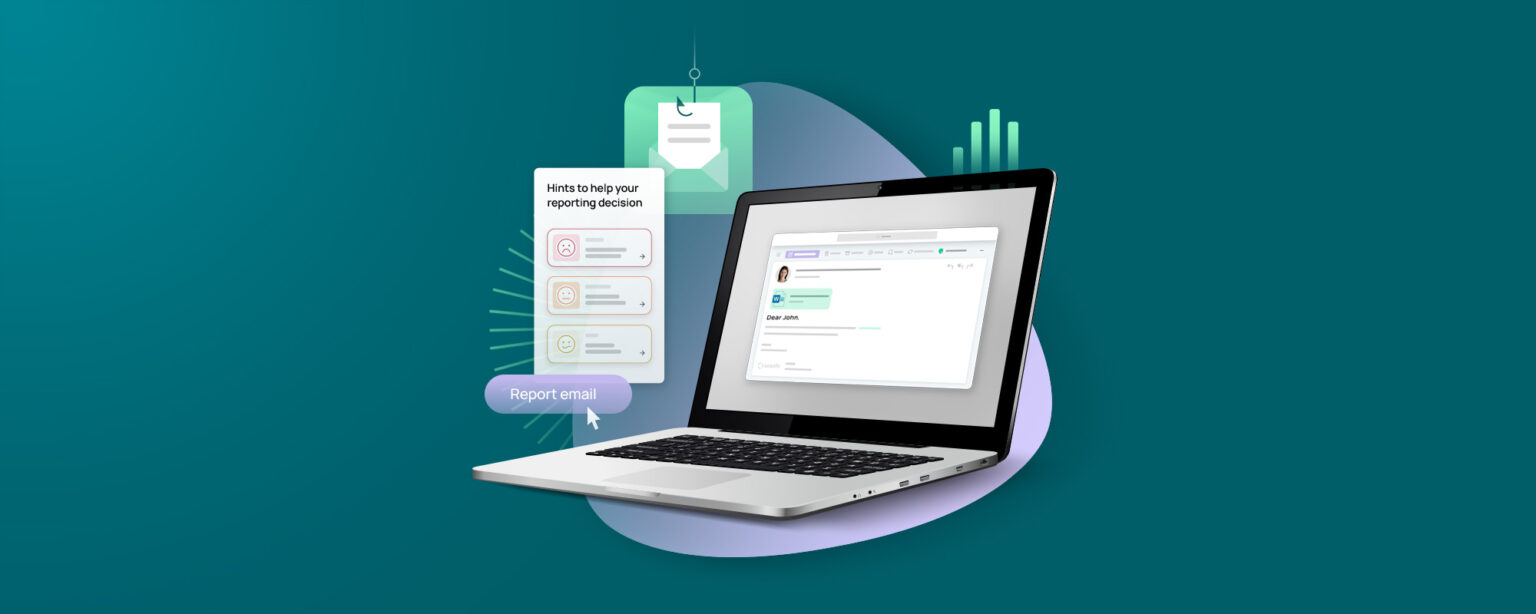 Hints to help your
reporting decision
Report email
W
Dear John,